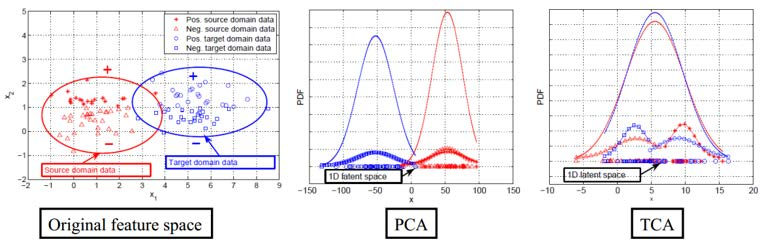 Pos. source domain data
Neg. source domain data
Pos. target domain data
Neg. target domain data
5
4
3
2
1
0
-1
-2
x2
+
+
−
−
Source domain data
Target domain data
-2 -1 0 1 2 3 4 5 6 7 8 9
x1
Original feature space
PDF
1D latent space
-150 -100 -50 0 50 100 150
x
PCA
PDF
1D latent space
-10 -5 0 5 10 15 20
x
TCA